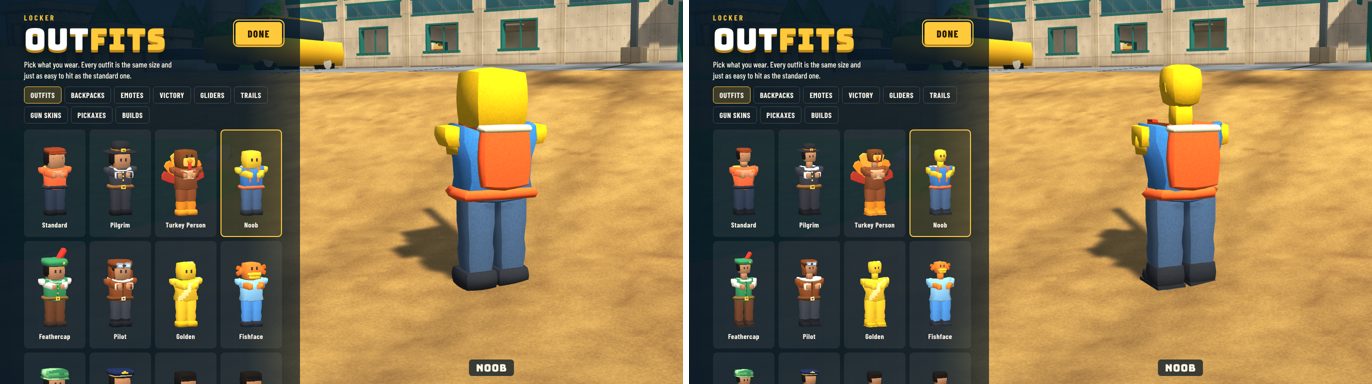 LOCKER
OUTFITS
DONE
Pick what you wear. Every outfit is the same size and
just as easy to hit as the standard one.
OUTFITS BACKPACKS EMOTES VICTORY GLIDERS TRAILS
GUN SKINS PICKAXES BUILDS
Standard Pilgrim Turkey Person Noob
Feathercap Pilot Golden Fishface
NOOB
LOCKER
OUTFITS
DONE
Pick what you wear. Every outfit is the same size and
just as easy to hit as the standard one.
OUTFITS BACKPACKS EMOTES VICTORY GLIDERS TRAILS
GUN SKINS PICKAXES BUILDS
Standard Pilgrim Turkey Person Noob
Feathercap Pilot Golden Fishface
NOOB